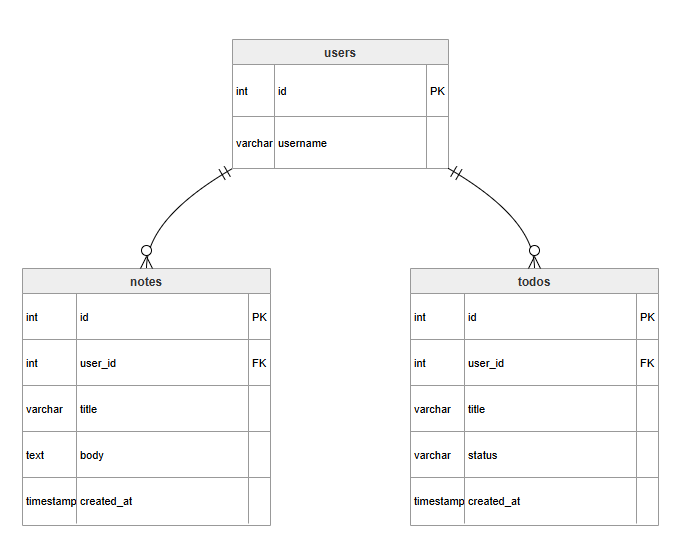 users
int id PK
varchar username
notes
int id PK
int user_id FK
varchar title
text body
timestamp created_at
todos
int id PK
int user_id FK
varchar title
varchar status
timestamp created_at